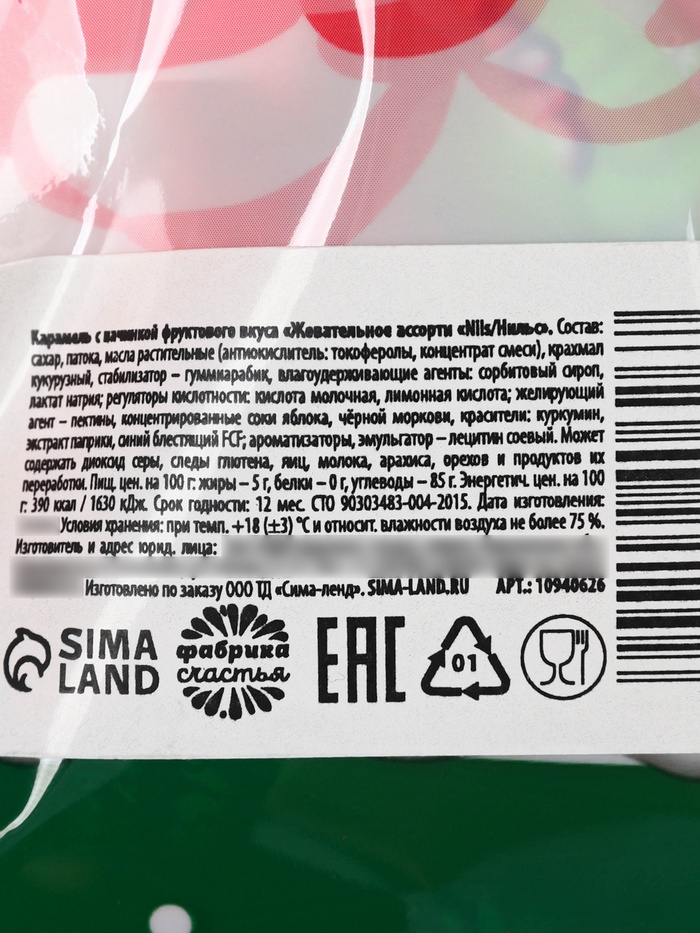 Карамель с начинкой фруктового вкуса «Жевательное ассорти «Nils/Нильс». Состав:
сахар, патока, масла растительные (антиокислитель: токоферолы, концентрат смеси), крахмал
кукурузный, стабилизатор – гуммиарабик, влагоудерживающие агенты: сорбитовый сироп,
лактат натрия; регуляторы кислотности: кислота молочная, лимонная кислота; желирующий
агент – пектины, концентрированные соки яблока, чёрной моркови, красители: куркумин,
экстракт паприки, синий блестящий FCF; ароматизаторы, эмульгатор – лецитин соевый. Может
содержать диоксид серы, следы глютена, яиц, молока, арахиса, орехов и продуктов их
переработки. Пищ. цен. на 100 г: жиры – 5 г, белки – 0 г, углеводы – 85 г. Энергетич. цен. на 100
г: 390 ккал / 1630 кДж. Срок годности: 12 мес. СТО 90303483-004-2015. Дата изготовления:
Условия хранения: при темп. +18 (±3) °С и относит. влажности воздуха не более 75 %.
Изготовитель и адрес юрид. лица:
Изготовлено по заказу ООО ТД «Сима-ленд». SIMA-LAND.RU АРТ.: 10940626
SIMA LAND
фабрика счастья
EAC
01